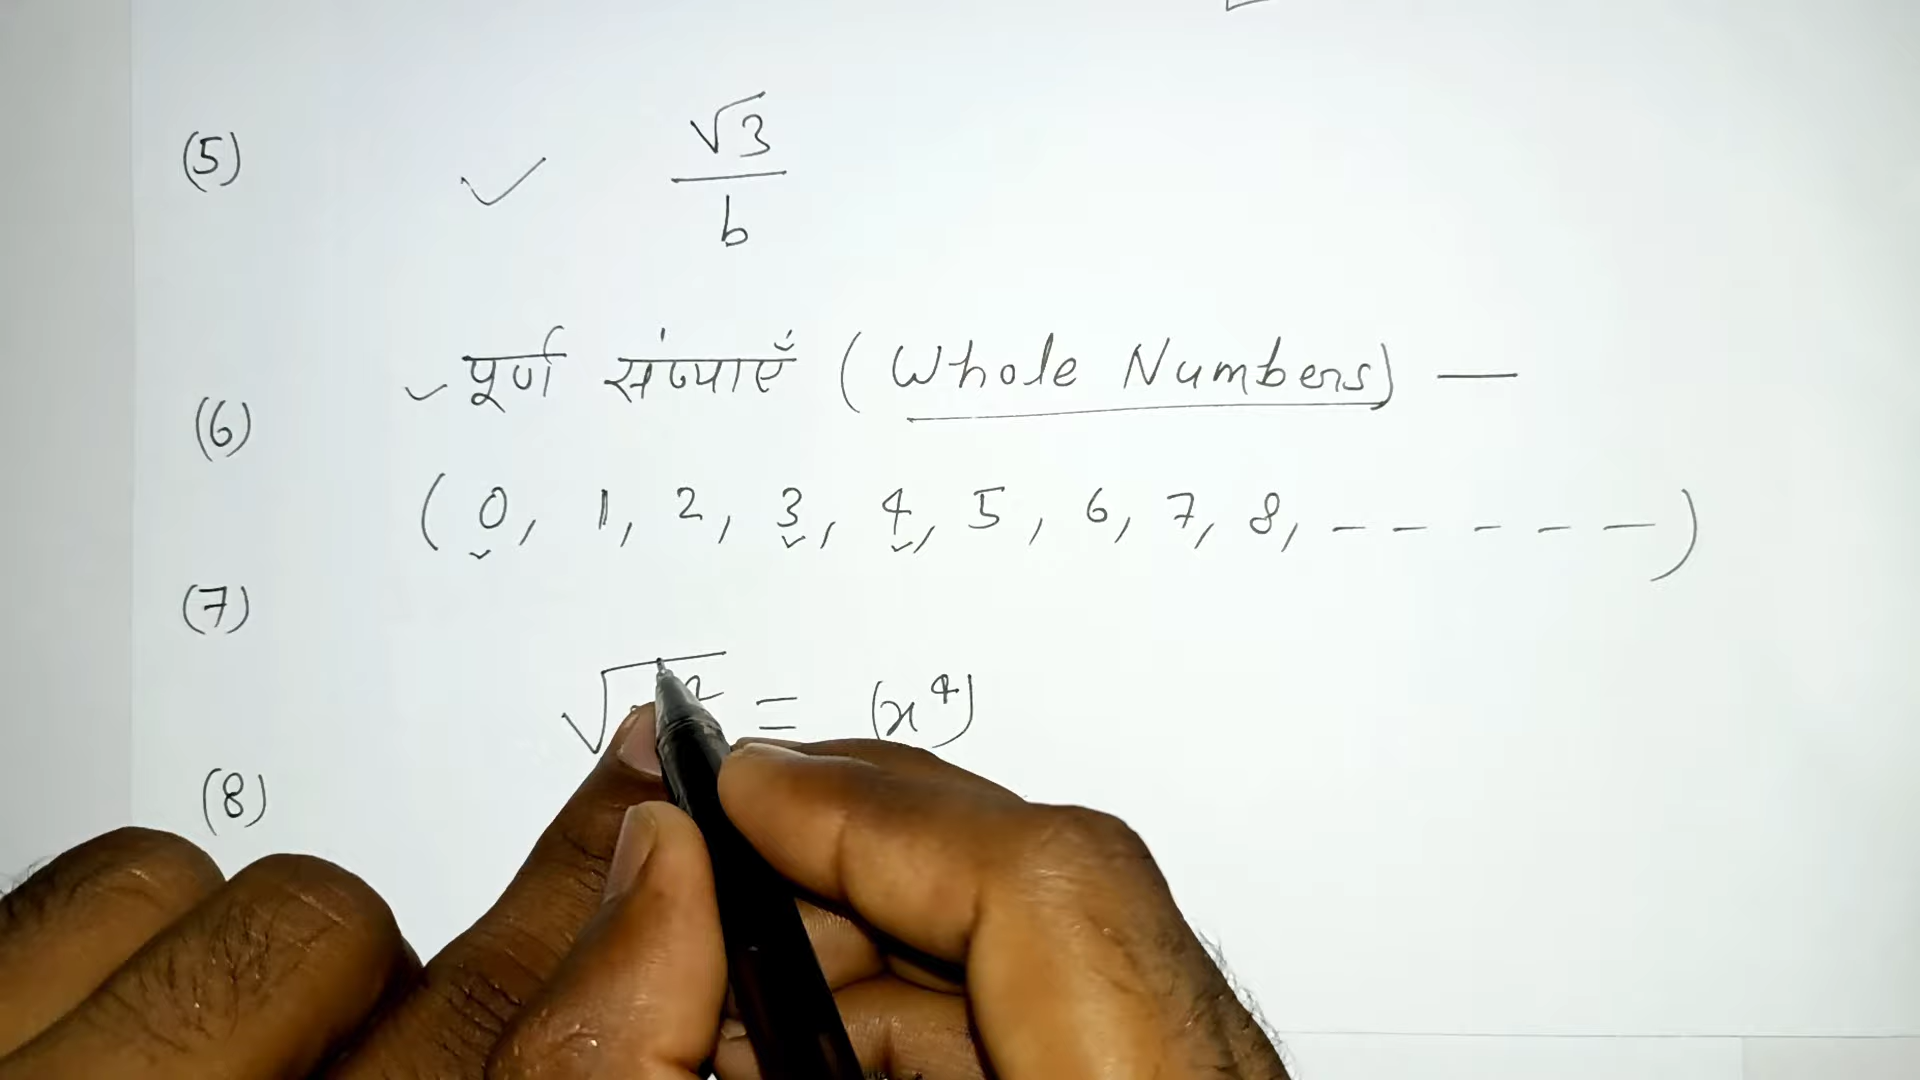 (5) ✓ √3/b
(6) ✓ पूर्ण संख्याएँ (Whole Numbers) —
(0, 1, 2, 3, 4, 5, 6, 7, 8, - - - - -)
(7)
= (x⁴)
(8)